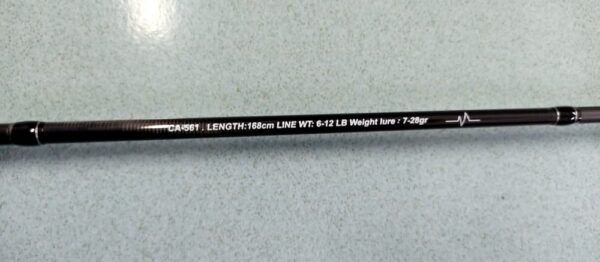 CA-561 . LENGTH:168cm LINE WT: 6-12 LB Weight lure : 7-28gr